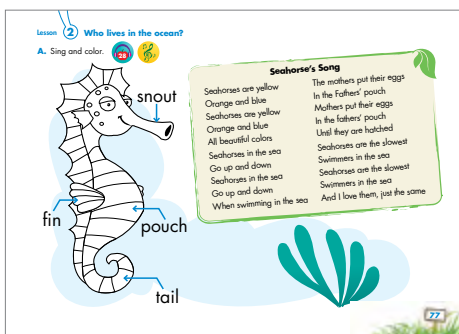 Lesson 2 Who lives in the ocean?
A. Sing and color.
28
Seahorse's Song
Seahorses are yellow
Orange and blue
Seahorses are yellow
Orange and blue
All beautiful colors
Seahorses in the sea
Go up and down
Seahorses in the sea
Go up and down
When swimming in the sea
The mothers put their eggs
In the Fathers' pouch
Mothers put their eggs
In the fathers' pouch
Until they are hatched
Seahorses are the slowest
Swimmers in the sea
Seahorses are the slowest
Swimmers in the sea
And I love them, just the same
snout
fin
pouch
tail
77